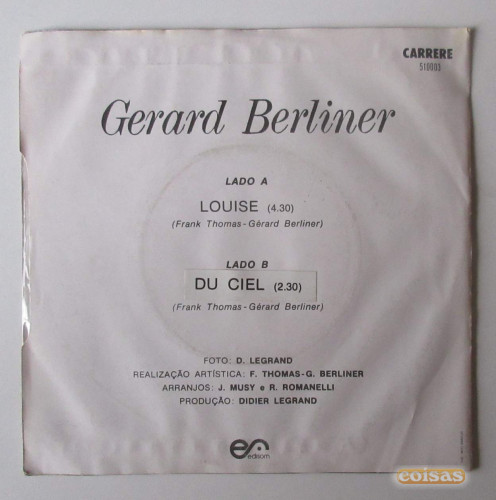 CARRERE
510003
Gerard Berliner
LADO A
LOUISE (4.30)
(Frank Thomas-Gérard Berliner)
LADO B
DU CIEL (2.30)
(Frank Thomas-Gérard Berliner)
FOTO: D. LEGRAND
REALIZAÇÃO ARTÍSTICA: F. THOMAS-G. BERLINER
ARRANJOS: J. MUSY e R. ROMANELLI
PRODUÇÃO: DIDIER LEGRAND
edisom
coisas